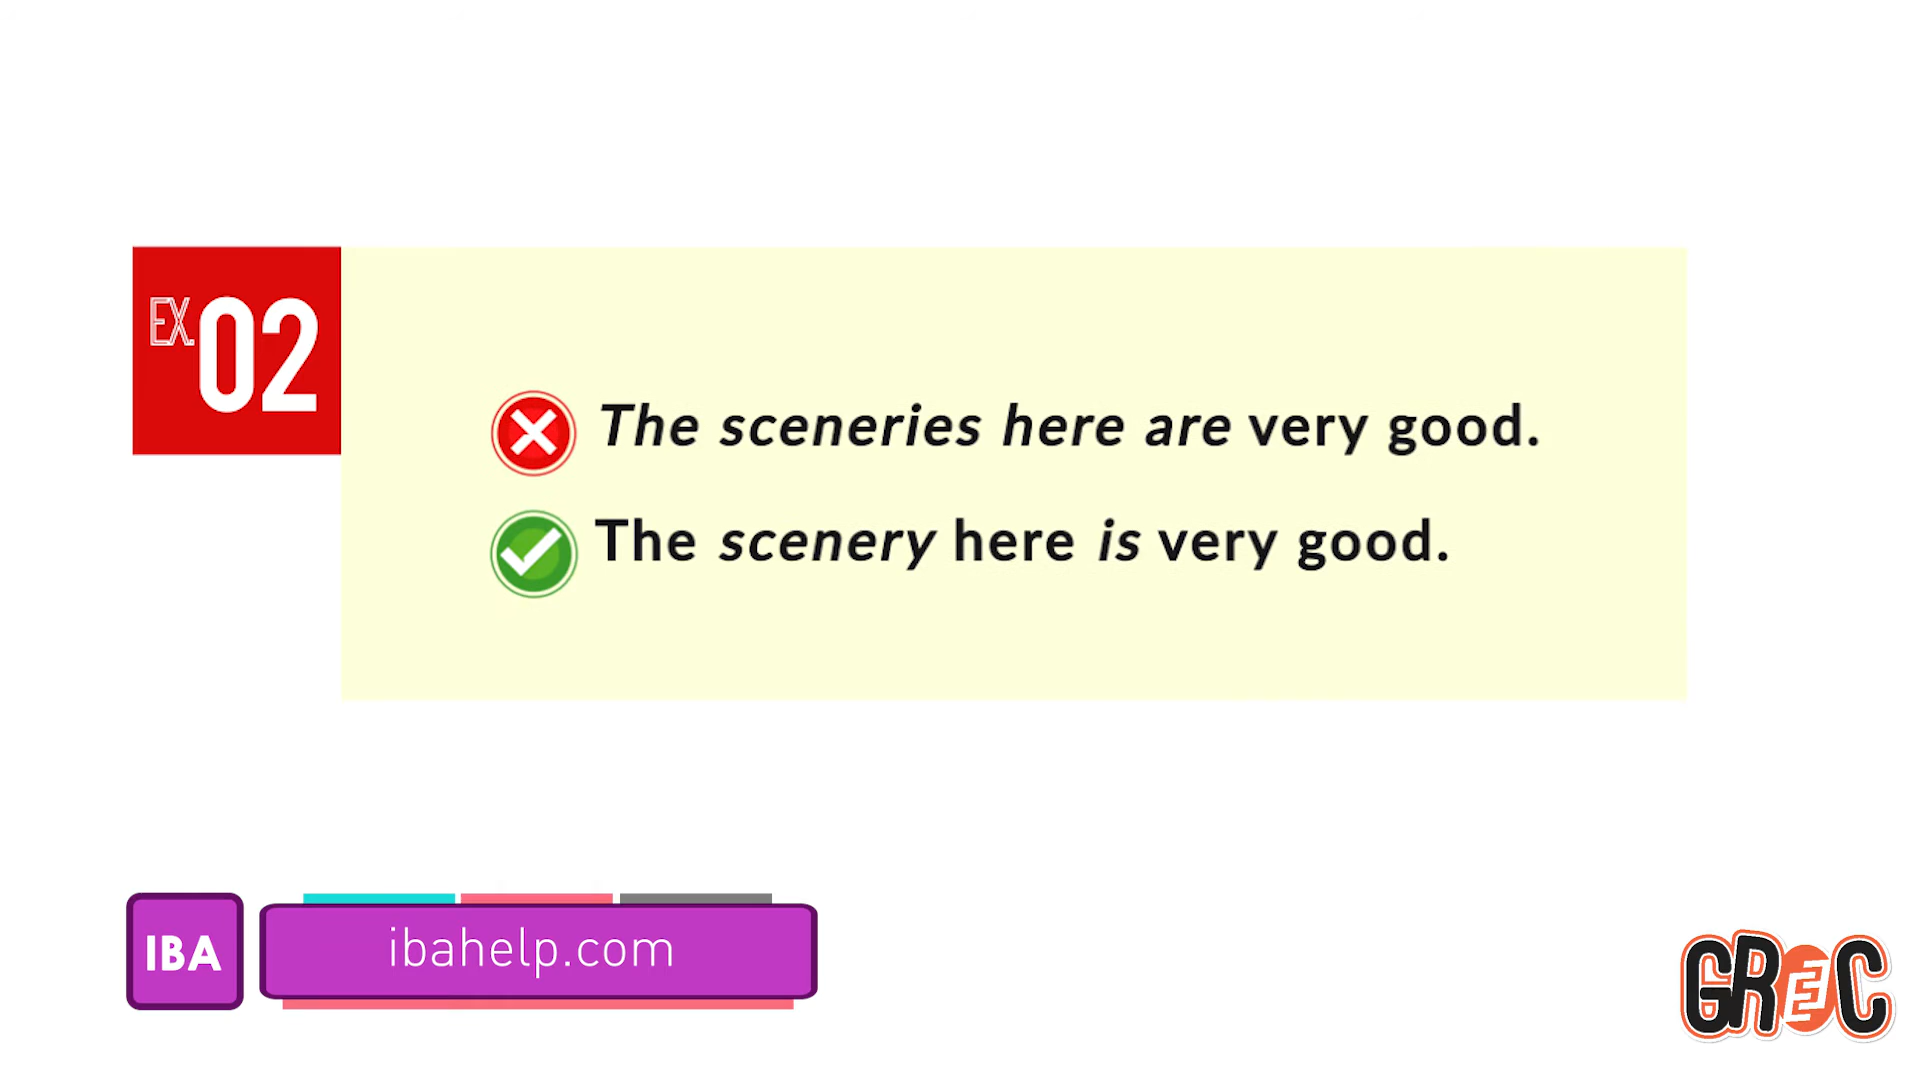 EX. 02
The sceneries here are very good.
The scenery here is very good.
IBA
ibahelp.com
GREC